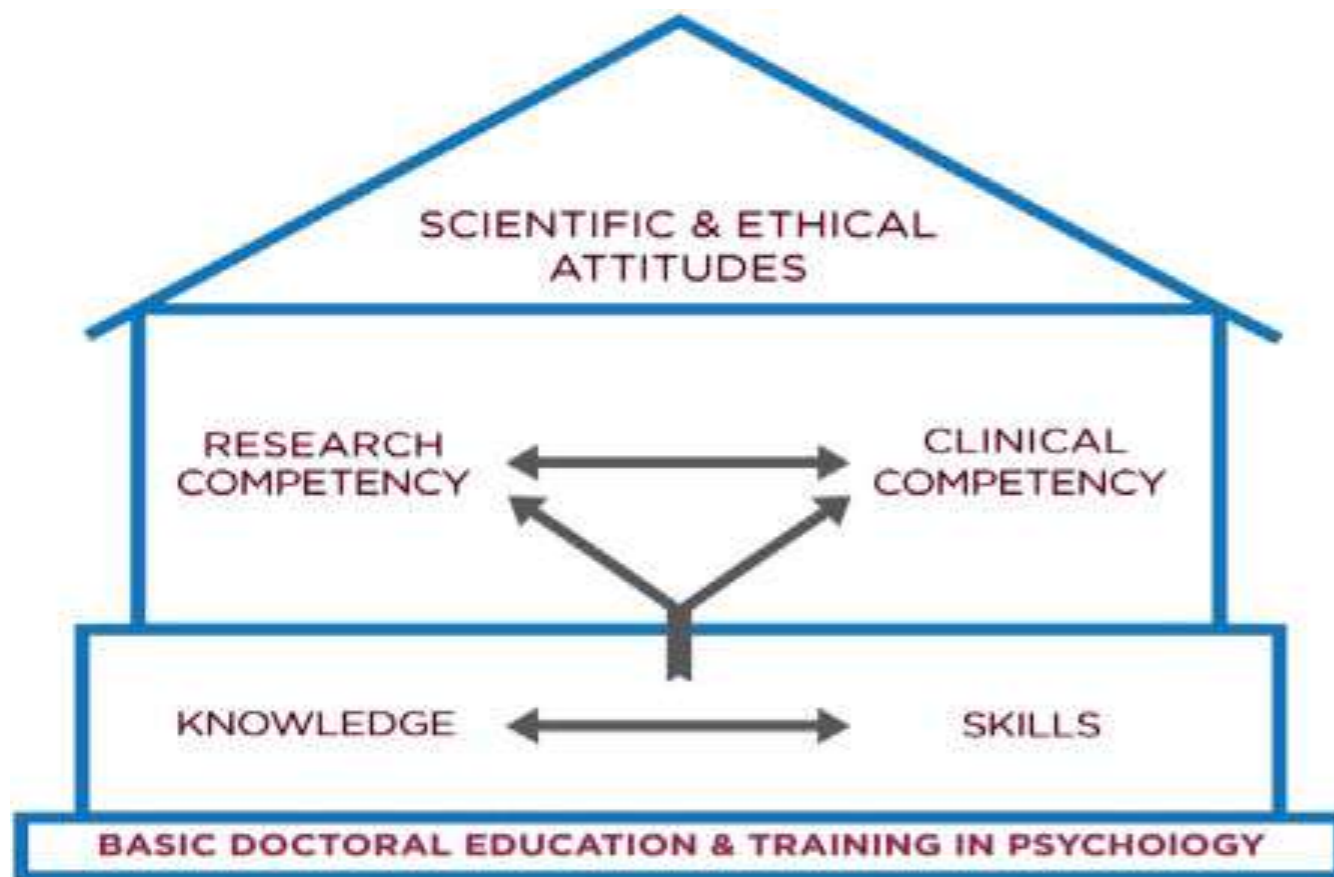 SCIENTIFIC & ETHICAL
ATTITUDES
RESEARCH
COMPETENCY
CLINICAL
COMPETENCY
KNOWLEDGE
SKILLS
BASIC DOCTORAL EDUCATION & TRAINING IN PSYCHOIOGY